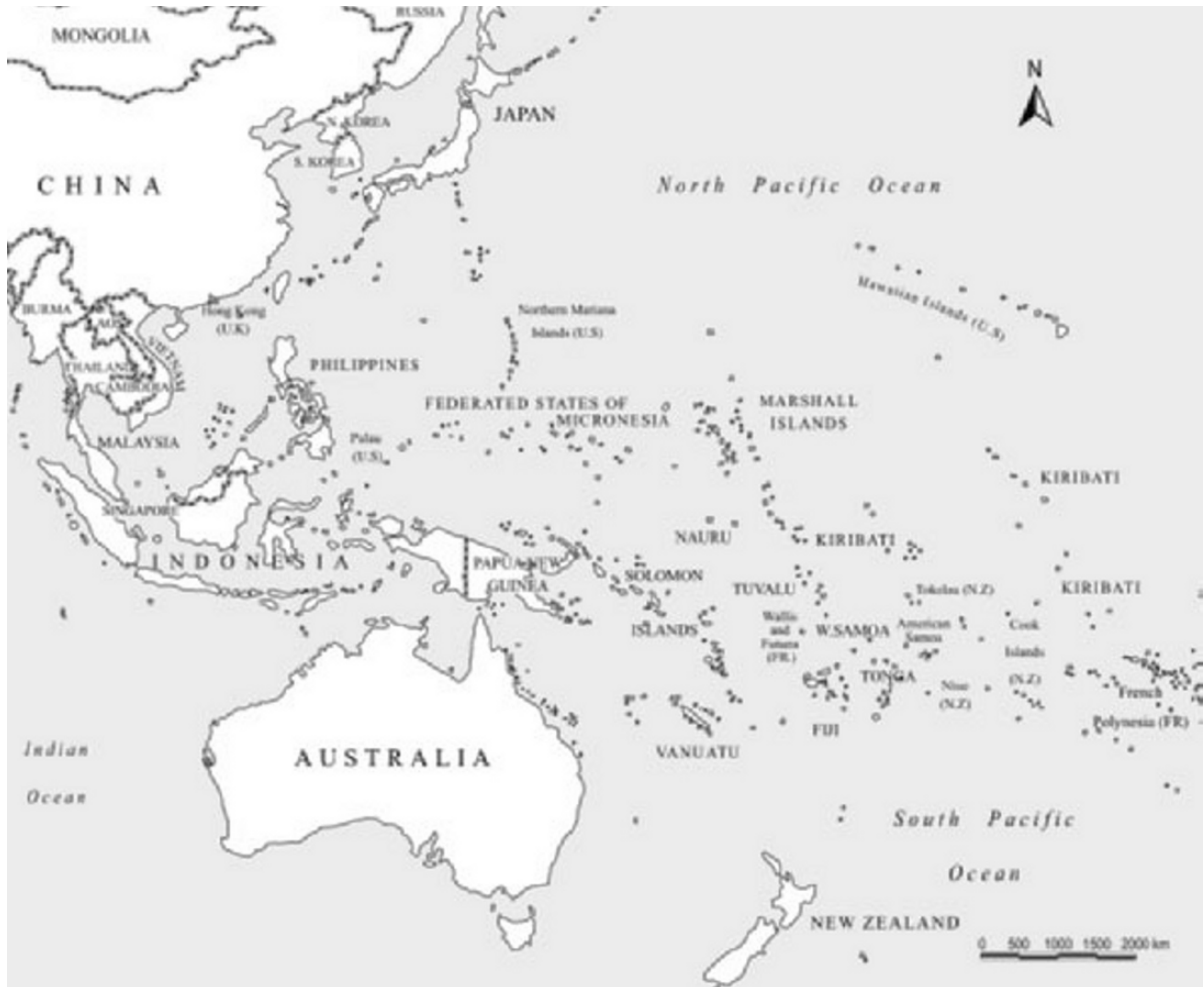 RUSSIA
MONGOLIA
N
JAPAN
N. KOREA
S. KOREA
CHINA
North Pacific Ocean
Hawaiian Islands (U.S)
BURMA
LAOS
Hong Kong
(U.K)
Northern Mariana
Islands (U.S)
VIETNAM
THAILAND
CAMBODIA
PHILIPPINES
FEDERATED STATES OF
MICRONESIA
MARSHALL
ISLANDS
MALAYSIA
Palau
(U.S)
KIRIBATI
SINGAPORE
NAURU
KIRIBATI
INDONESIA
PAPUA NEW
GUINEA
SOLOMON
ISLANDS
TUVALU
Tokelau (N.Z)
KIRIBATI
Wallis
and
Futuna
(FR.)
W.SAMOA
American
Samoa
Cook
Islands
(N.Z)
TONGA
Niue
(N.Z)
French
Polynesia (FR)
FIJI
VANUATU
Indian
Ocean
AUSTRALIA
South Pacific
Ocean
NEW ZEALAND
0 500 1000 1500 2000 km